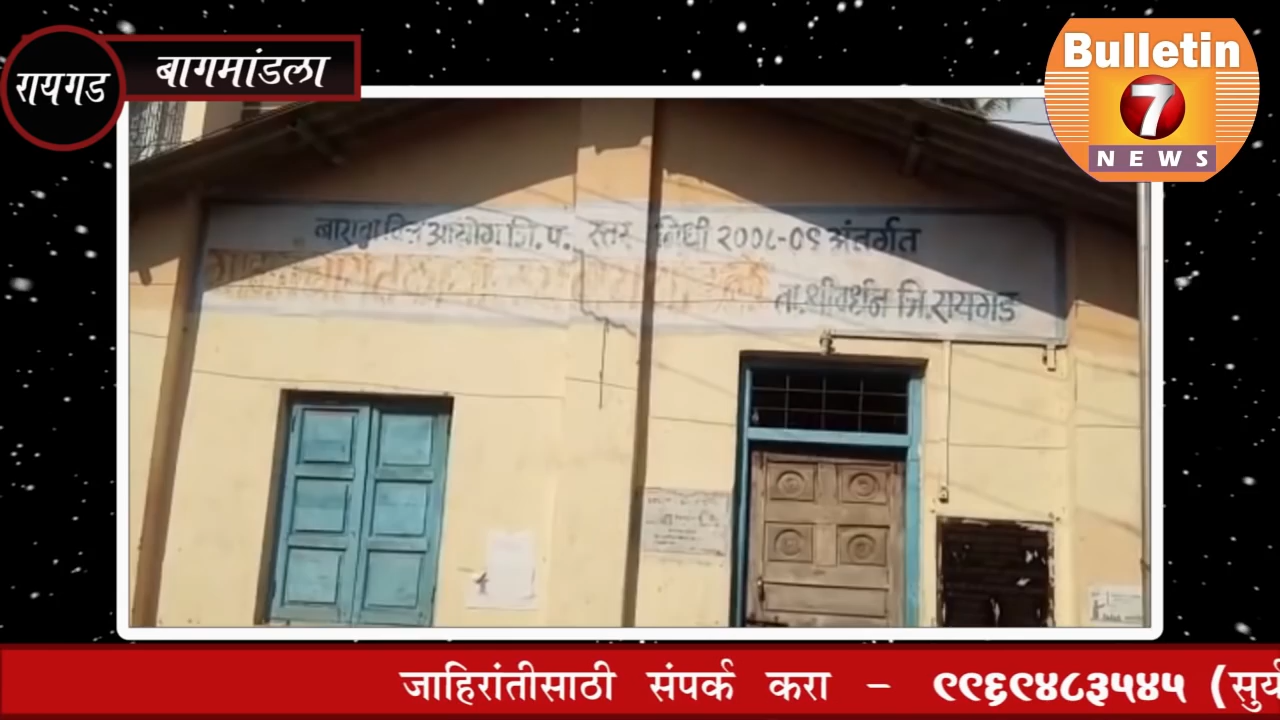 रायगड
बागमांडला
Bulletin
7
NEWS
बारावा वित्त आयोग जि.प. स्तर निधी २००८-०९ अंतर्गत
ता.श्रीवर्धन जि.रायगड
जाहिरांतीसाठी संपर्क करा - ९९६९४८३५४५ (सुर्य